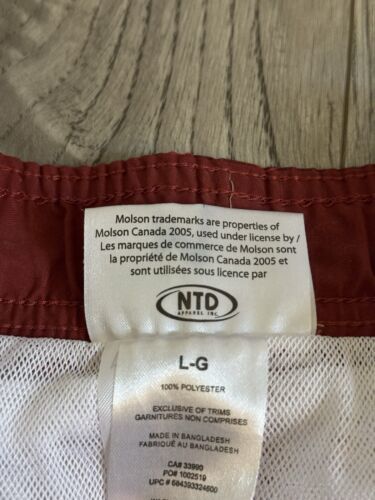 Molson trademarks are properties of
Molson Canada 2005, used under license by /
Les marques de commerce de Molson sont
la propriété de Molson Canada 2005 et
sont utilisées sous licence par
NTD
APPAREL INC.
L-G
100% POLYESTER
EXCLUSIVE OF TRIMS
GARNITURES NON COMPRISES
MADE IN BANGLADESH
FABRIQUÉ AU BANGLADESH
CA# 33990
PO# 1002519
UPC # 684393324600